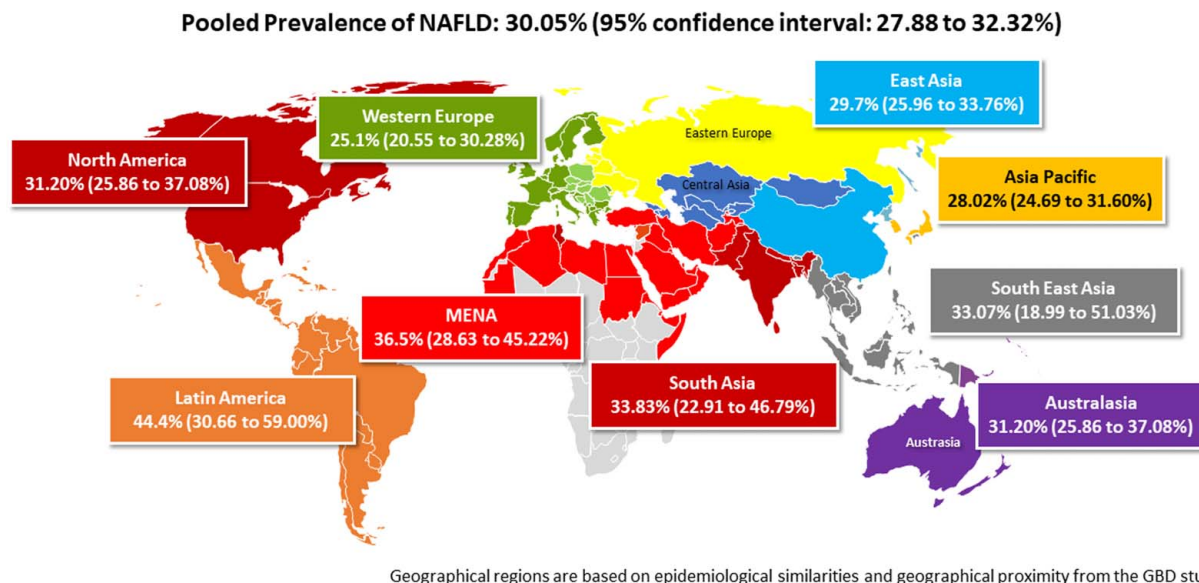 Pooled Prevalence of NAFLD: 30.05% (95% confidence interval: 27.88 to 32.32%)
East Asia
29.7% (25.96 to 33.76%)
Western Europe
25.1% (20.55 to 30.28%)
Eastern Europe
North America
31.20% (25.86 to 37.08%)
Central Asia
Asia Pacific
28.02% (24.69 to 31.60%)
South East Asia
33.07% (18.99 to 51.03%)
MENA
36.5% (28.63 to 45.22%)
South Asia
33.83% (22.91 to 46.79%)
Latin America
44.4% (30.66 to 59.00%)
Australasia
31.20% (25.86 to 37.08%)
Austrasia
Geographical regions are based on epidemiological similarities and geographical proximity from the GBD stu